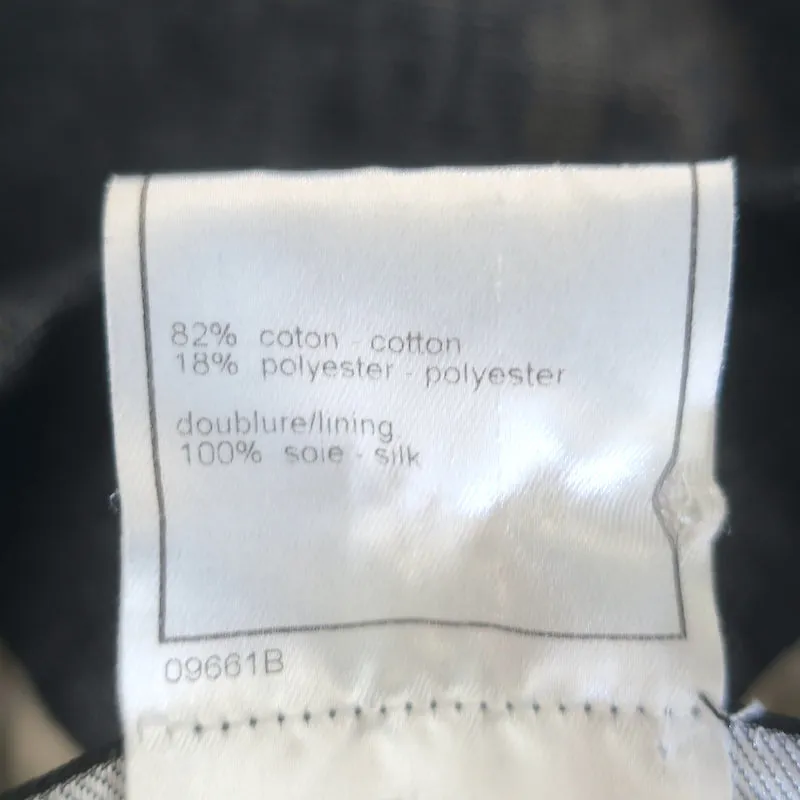 82% coton - cotton
18% polyester - polyester
doublure/lining
100% soie - silk
09661B